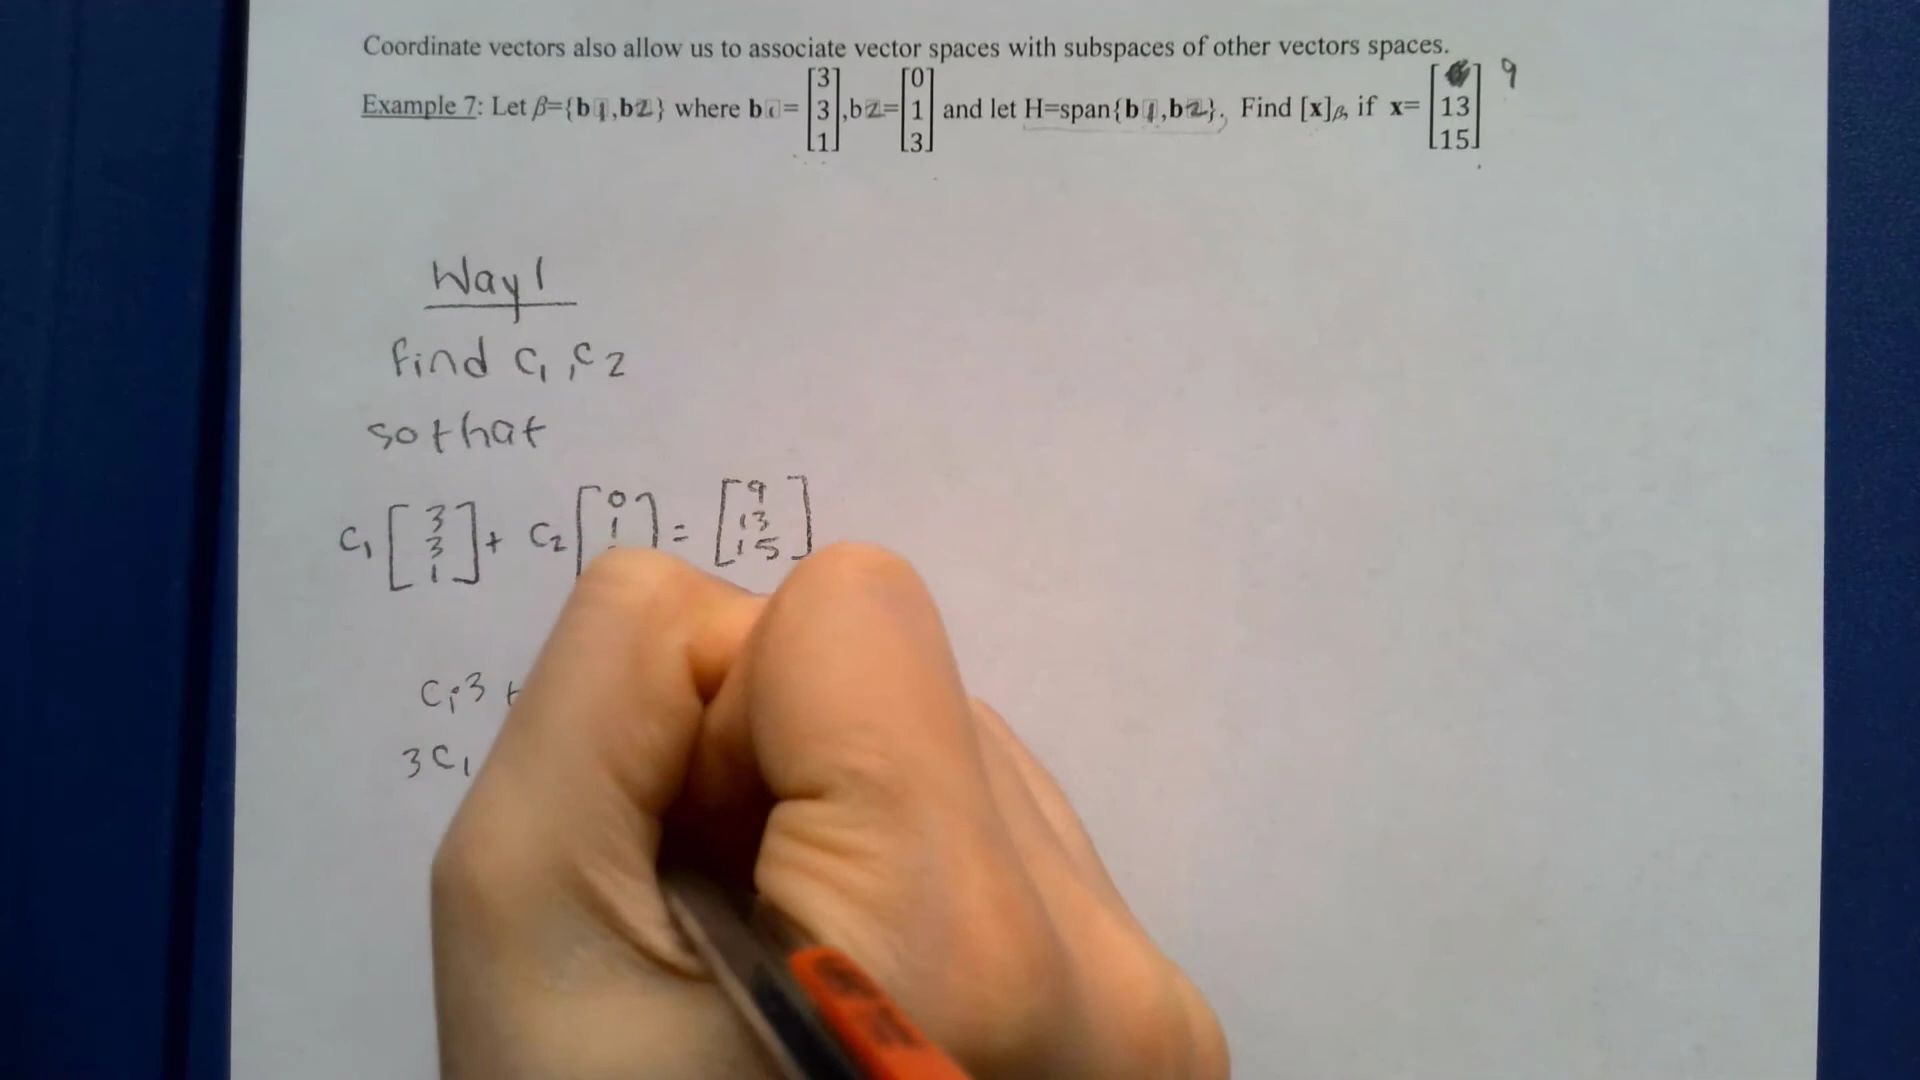 Coordinate vectors also allow us to associate vector spaces with subspaces of other vectors spaces.
Example 7: Let β={b1,b2} where b1= [3 3 1] ,b2= [0 1 3] and let H=span{b1,b2}. Find [x]β, if x= [13 15] 9
Way 1
find c1, c2
so that
c1 [3 3 1] + c2 [0 1 = [9 13 15]
c1·3 +
3c1